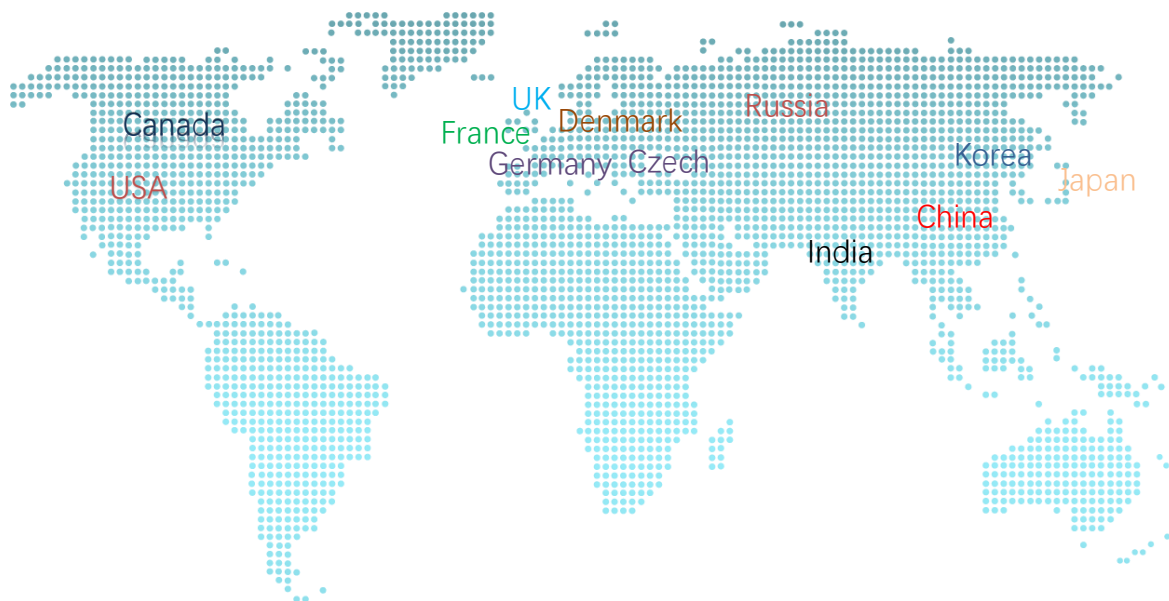 UK
Russia
Denmark
Canada
France
Korea
Germany
Czech
Japan
USA
China
India